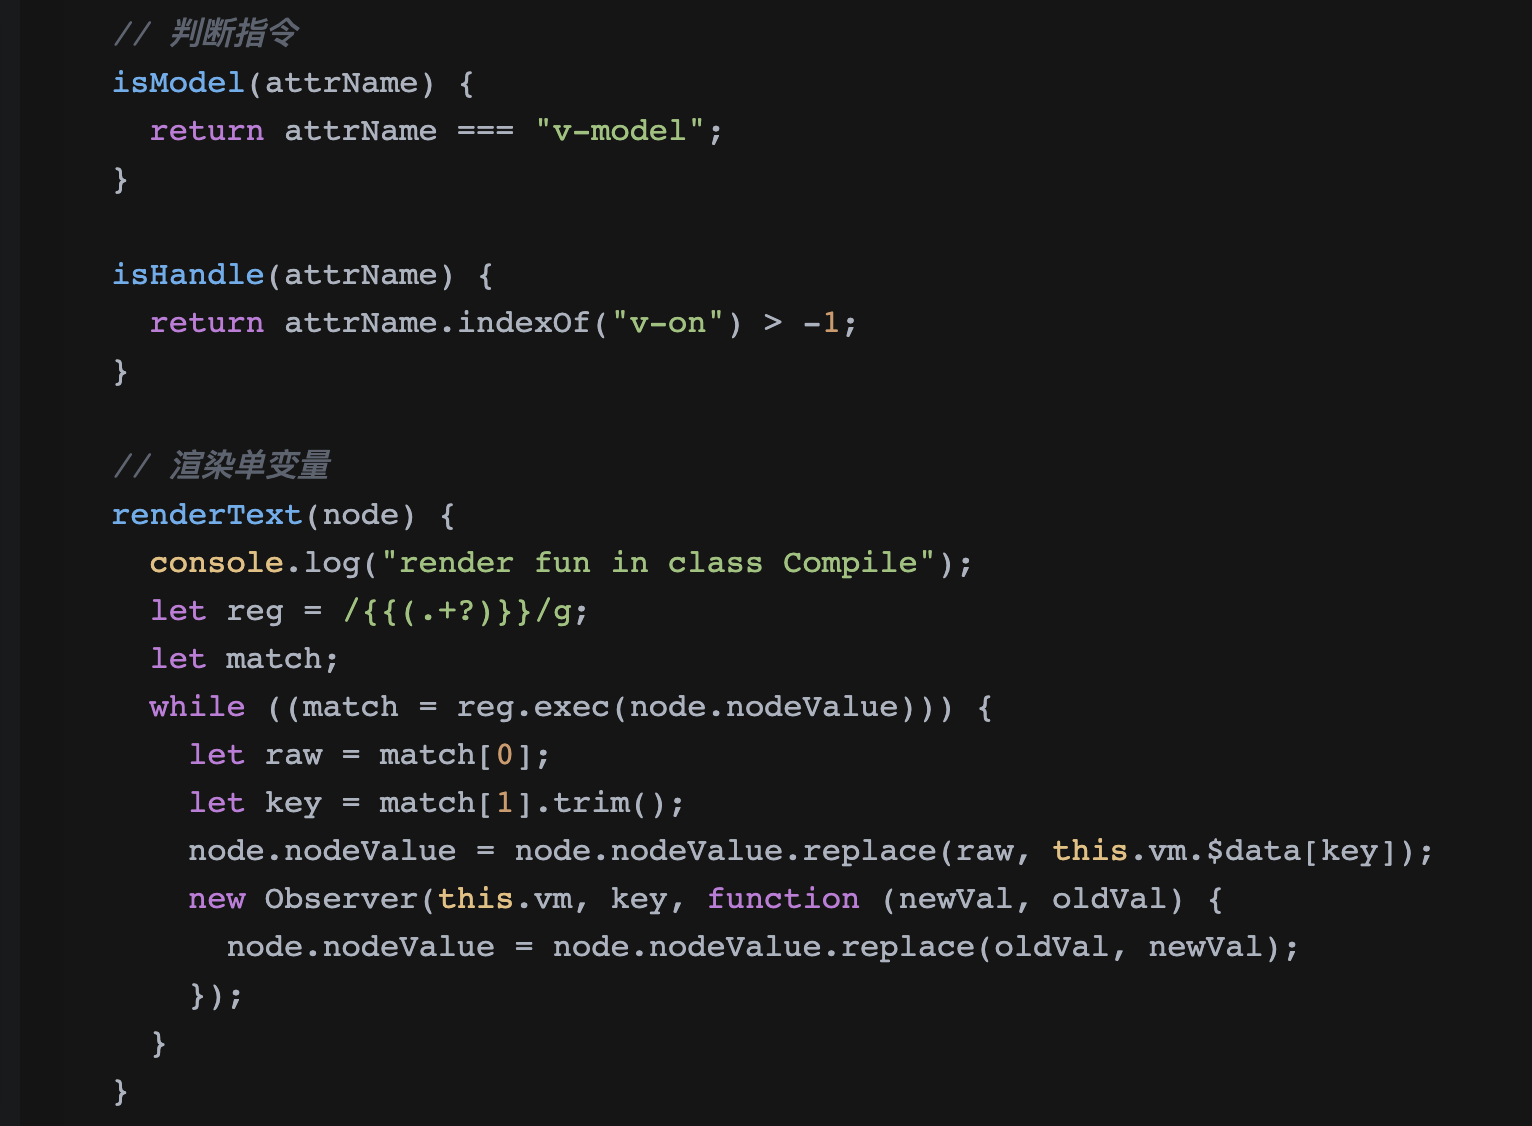 // 判断指令
isModel(attrName) {
  return attrName === "v-model";
}

isHandle(attrName) {
  return attrName.indexOf("v-on") > -1;
}

// 渲染单变量
renderText(node) {
  console.log("render fun in class Compile");
  let reg = /{{(.+?)}}/g;
  let match;
  while ((match = reg.exec(node.nodeValue))) {
    let raw = match[0];
    let key = match[1].trim();
    node.nodeValue = node.nodeValue.replace(raw, this.vm.$data[key]);
    new Observer(this.vm, key, function (newVal, oldVal) {
      node.nodeValue = node.nodeValue.replace(oldVal, newVal);
    });
  }
}